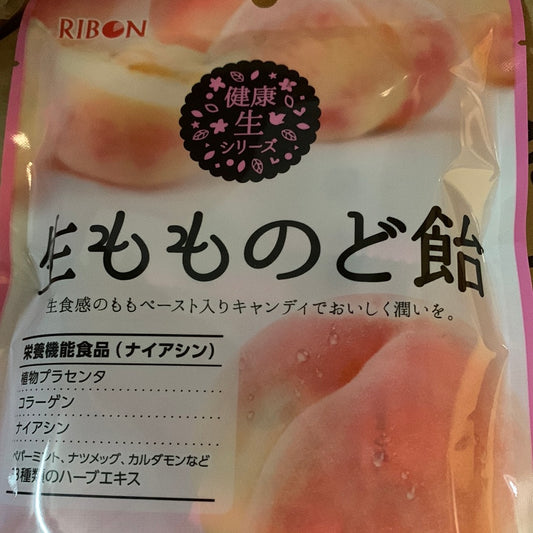 RIBON
健康
生
シリーズ
生もものど飴
生食感のももペースト入りキャンディでおいしく潤いを。
栄養機能食品(ナイアシン)
植物プラセンタ
コラーゲン
ナイアシン
ペパーミント、ナツメッグ、カルダモンなど
3種類のハーブエキス